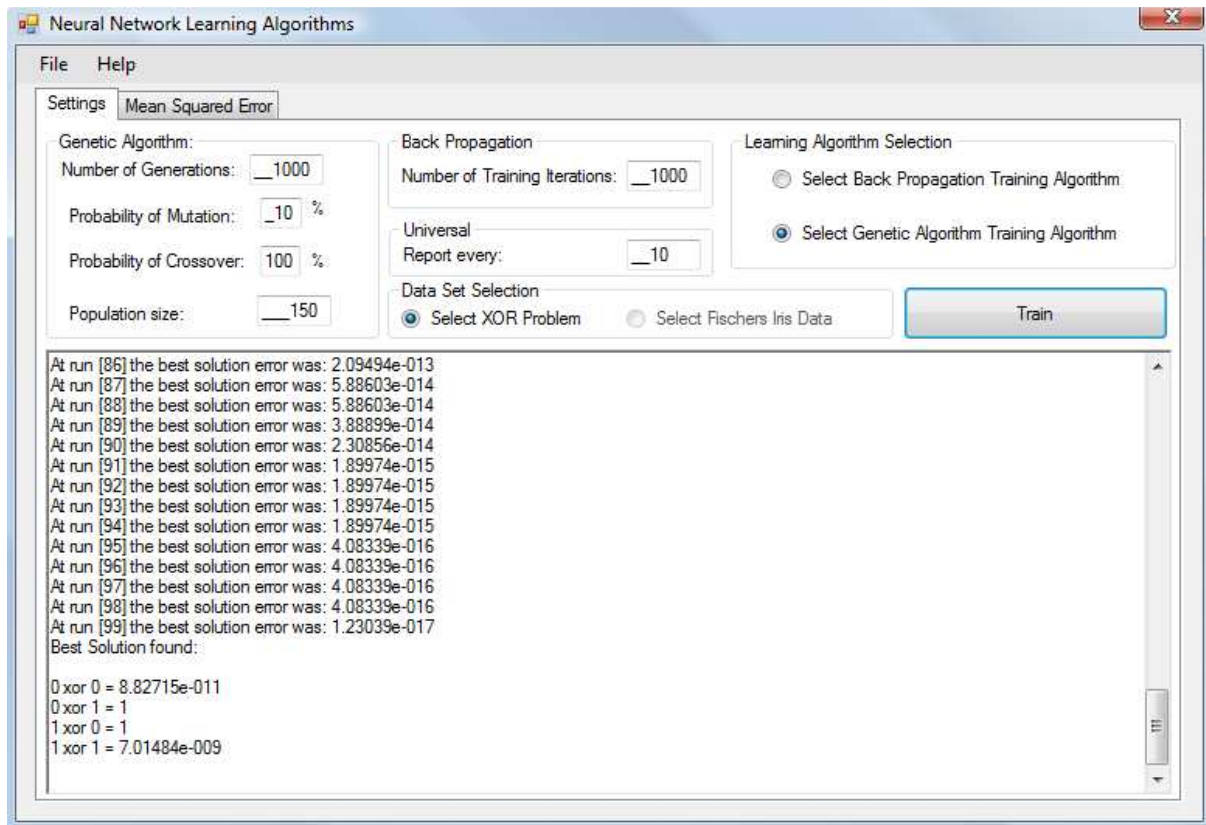 Neural Network Learning Algorithms
File Help
Settings Mean Squared Error
Genetic Algorithm:
Number of Generations: __1000
Probability of Mutation: _10 %
Probability of Crossover: 100 %
Population size: ___150
Back Propagation
Number of Training Iterations: __1000
Universal
Report every: __10
Learning Algorithm Selection
Select Back Propagation Training Algorithm
Select Genetic Algorithm Training Algorithm
Data Set Selection
Select XOR Problem Select Fischers Iris Data
Train
At run [86] the best solution error was: 2.09494e-013
At run [87] the best solution error was: 5.88603e-014
At run [88] the best solution error was: 5.88603e-014
At run [89] the best solution error was: 3.88899e-014
At run [90] the best solution error was: 2.30856e-014
At run [91] the best solution error was: 1.89974e-015
At run [92] the best solution error was: 1.89974e-015
At run [93] the best solution error was: 1.89974e-015
At run [94] the best solution error was: 1.89974e-015
At run [95] the best solution error was: 4.08339e-016
At run [96] the best solution error was: 4.08339e-016
At run [97] the best solution error was: 4.08339e-016
At run [98] the best solution error was: 4.08339e-016
At run [99] the best solution error was: 1.23039e-017
Best Solution found:
0 xor 0 = 8.82715e-011
0 xor 1 = 1
1 xor 0 = 1
1 xor 1 = 7.01484e-009